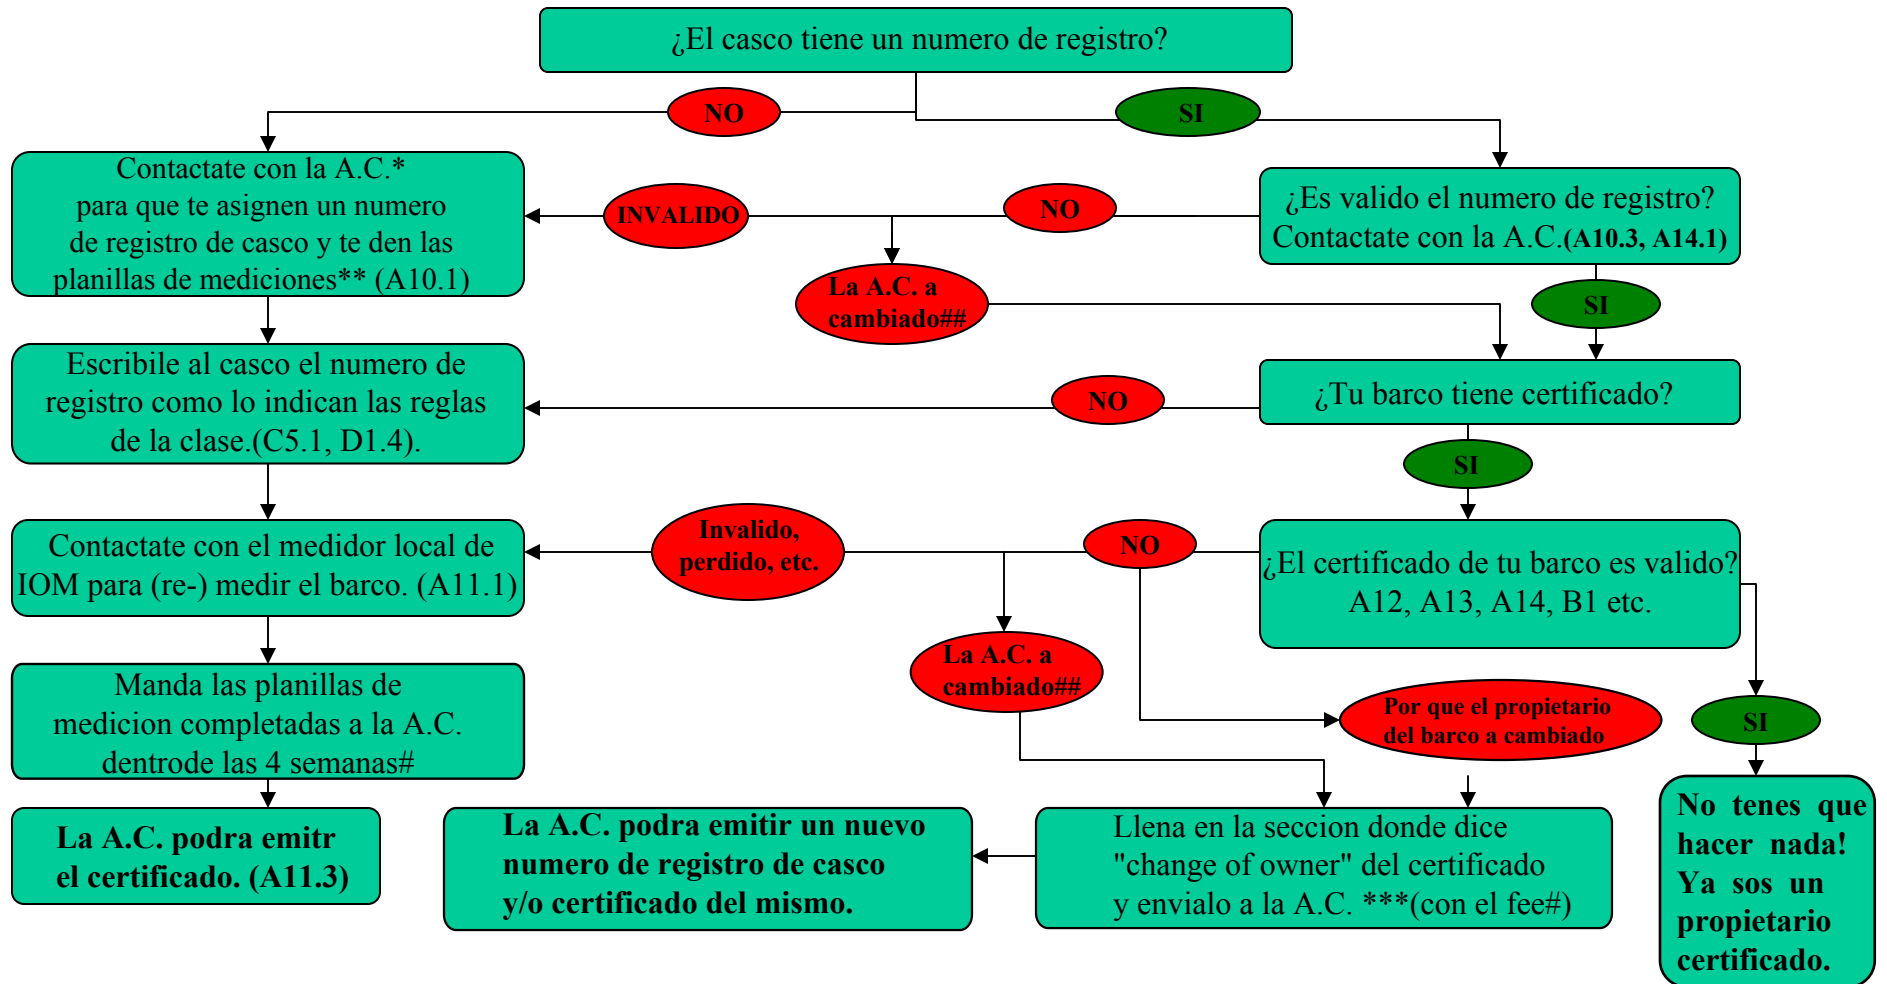 ¿El casco tiene un numero de registro?
NO
SI
Contactate con la A.C.*
para que te asignen un numero
de registro de casco y te den las
planillas de mediciones** (A10.1)
INVALIDO
NO
¿Es valido el numero de registro?
Contactate con la A.C.(A10.3, A14.1)
La A.C. a
cambiado##
SI
Escribile al casco el numero de
registro como lo indican las reglas
de la clase.(C5.1, D1.4).
NO
¿Tu barco tiene certificado?
SI
Contactate con el medidor local de
IOM para (re-) medir el barco. (A11.1)
Invalido,
perdido, etc.
NO
¿El certificado de tu barco es valido?
A12, A13, A14, B1 etc.
La A.C. a
cambiado##
Manda las planillas de
medicion completadas a la A.C.
dentrode las 4 semanas#
Por que el propietario
del barco a cambiado
SI
La A.C. podra emitr
el certificado. (A11.3)
La A.C. podra emitir un nuevo
numero de registro de casco
y/o certificado del mismo.
Llena en la seccion donde dice
"change of owner" del certificado
y envialo a la A.C. ***(con el fee#)
No tenes que
hacer nada!
Ya sos un
propietario
certificado.